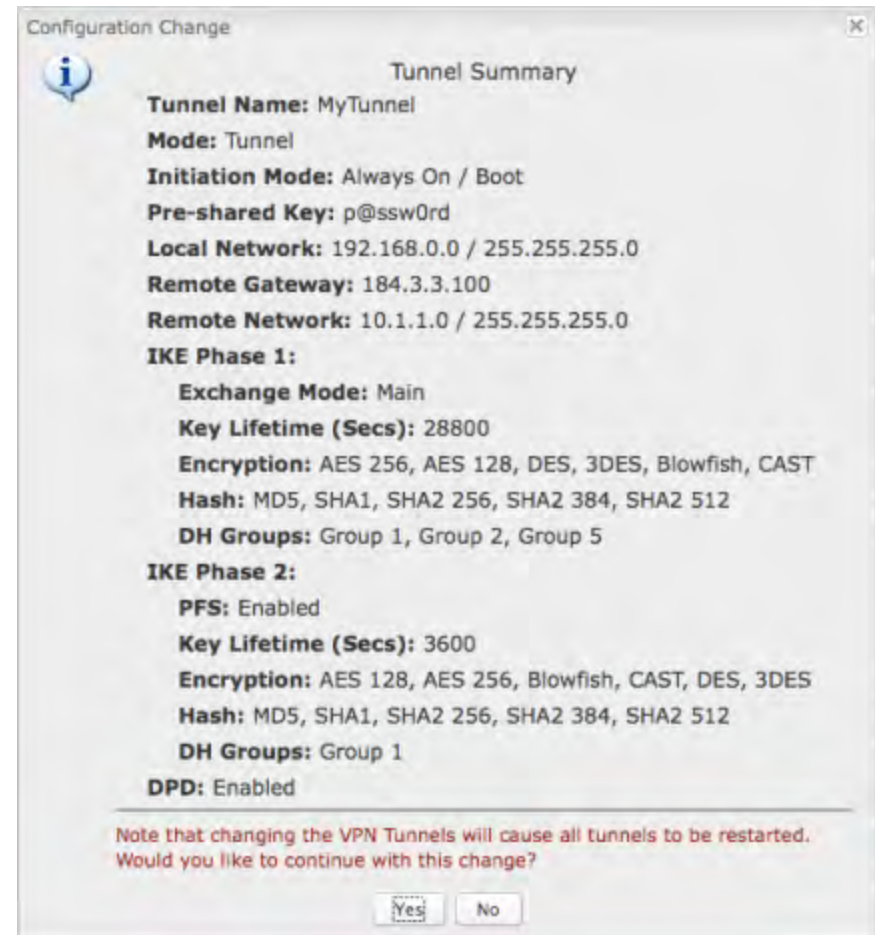 Configuration Change
Tunnel Summary
Tunnel Name: MyTunnel
Mode: Tunnel
Initiation Mode: Always On / Boot
Pre-shared Key: p@ssw0rd
Local Network: 192.168.0.0 / 255.255.255.0
Remote Gateway: 184.3.3.100
Remote Network: 10.1.1.0 / 255.255.255.0
IKE Phase 1:
Exchange Mode: Main
Key Lifetime (Secs): 28800
Encryption: AES 256, AES 128, DES, 3DES, Blowfish, CAST
Hash: MD5, SHA1, SHA2 256, SHA2 384, SHA2 512
DH Groups: Group 1, Group 2, Group 5
IKE Phase 2:
PFS: Enabled
Key Lifetime (Secs): 3600
Encryption: AES 128, AES 256, Blowfish, CAST, DES, 3DES
Hash: MD5, SHA1, SHA2 256, SHA2 384, SHA2 512
DH Groups: Group 1
DPD: Enabled
Note that changing the VPN Tunnels will cause all tunnels to be restarted.
Would you like to continue with this change?
Yes No